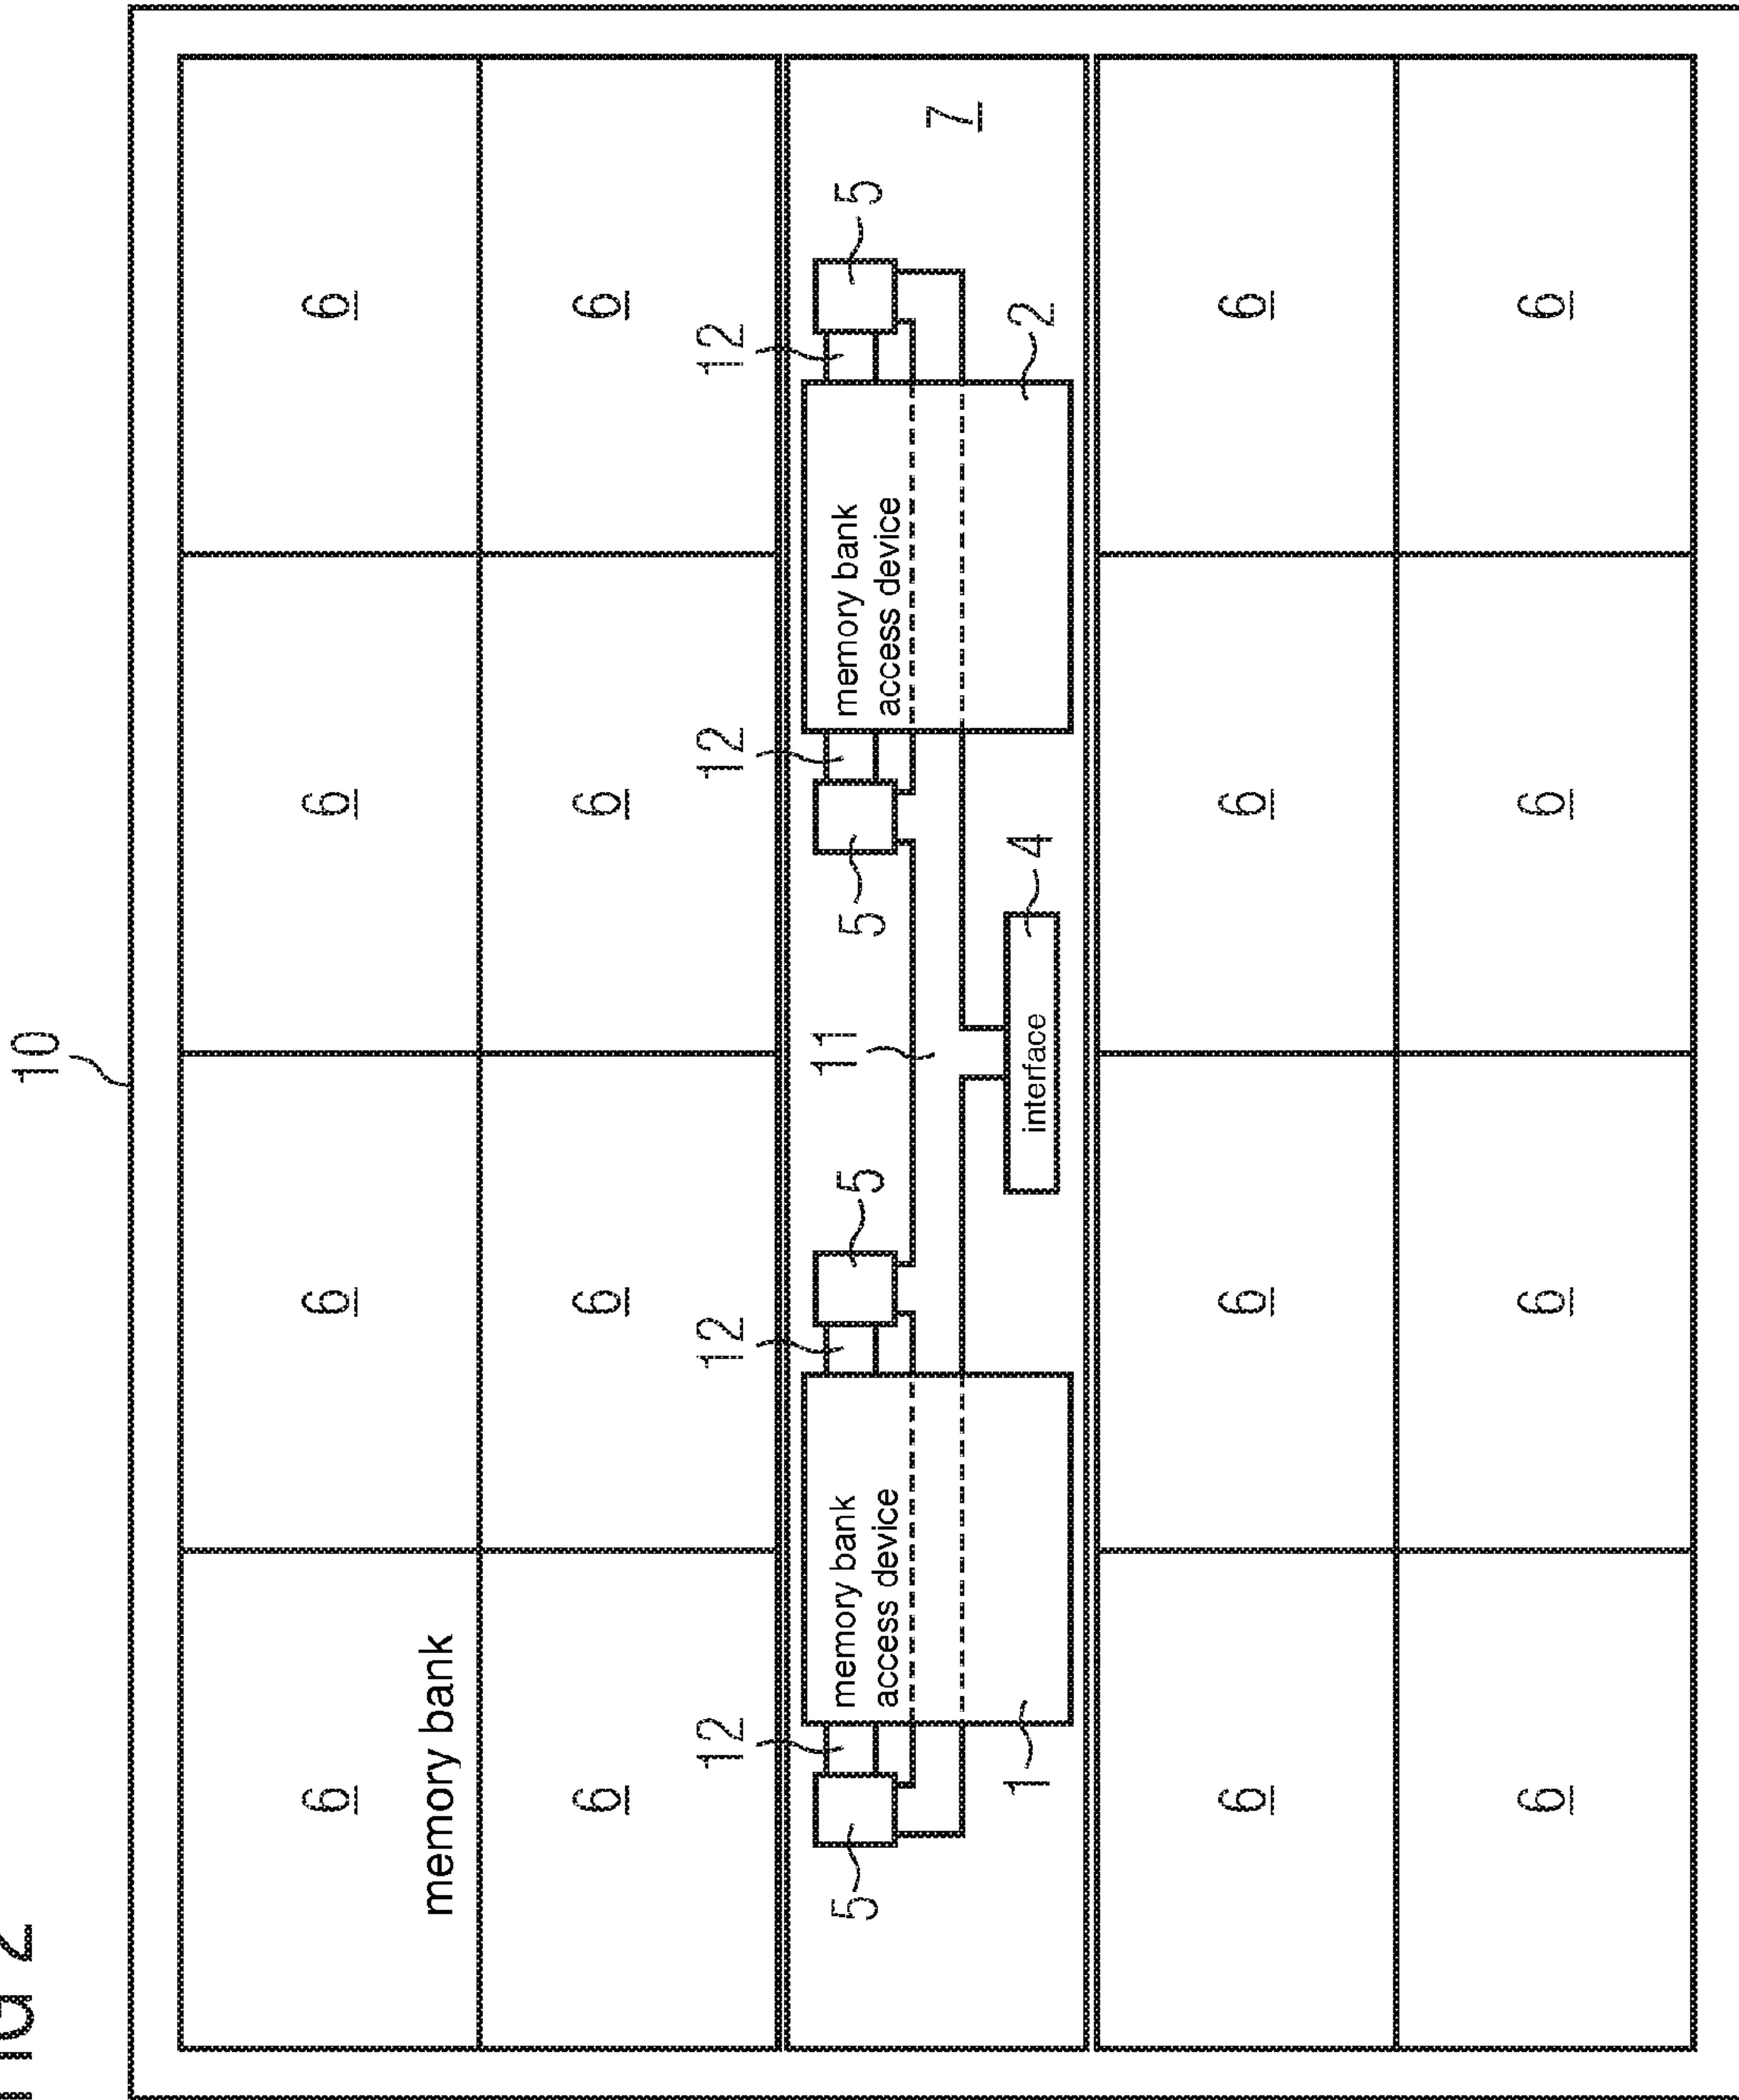 FIG 2
10
6 6 6 6
memory bank
6 6 6 6
12 12 12 12
5 5 11 5 5
memory bank
access device
memory bank
access device
7
1 interface 4 2
6 6 6 6
6 6 6 6